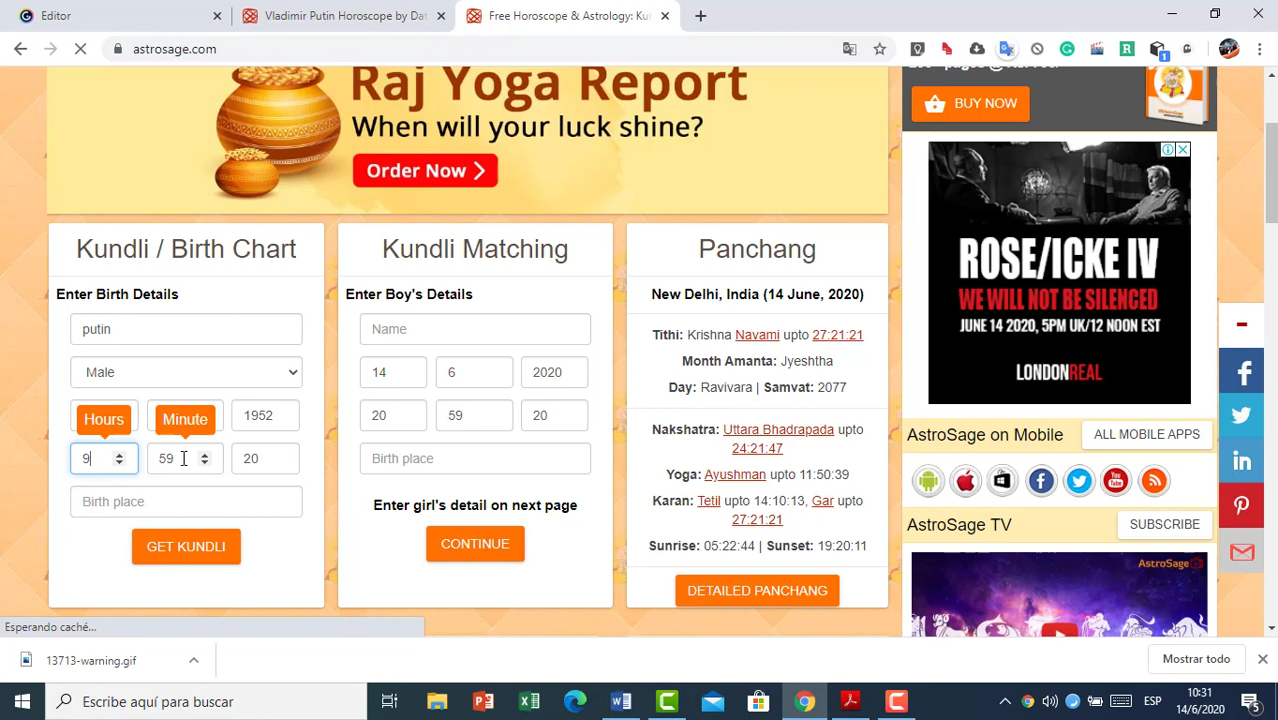 Editor
Vladimir Putin Horoscope by Dat
Free Horoscope & Astrology: Kun
astrosage.com
Raj Yoga Report
When will your luck shine?
Order Now
BUY NOW
Kundli / Birth Chart
Enter Birth Details
putin
Male
Hours
Minute
1952
9
59
20
Birth place
GET KUNDLI
Kundli Matching
Enter Boy's Details
Name
14
6
2020
20
59
20
Birth place
Enter girl's detail on next page
CONTINUE
Panchang
New Delhi, India (14 June, 2020)
Tithi: Krishna Navami upto 27:21:21
Month Amanta: Jyeshtha
Day: Ravivara | Samvat: 2077
Nakshatra: Uttara Bhadrapada upto
24:21:47
Yoga: Ayushman upto 11:50:39
Karan: Tetil upto 14:10:13, Gar upto
27:21:21
Sunrise: 05:22:44 | Sunset: 19:20:11
DETAILED PANCHANG
ROSE/ICKE IV
WE WILL NOT BE SILENCED
JUNE 14 2020, 5PM UK/12 NOON EST
LONDONREAL
AstroSage on Mobile
ALL MOBILE APPS
AstroSage TV
SUBSCRIBE
AstroSage
Esperando caché...
13713-warning.gif
Mostrar todo
Escribe aquí para buscar
ESP
10:31
14/6/2020
5